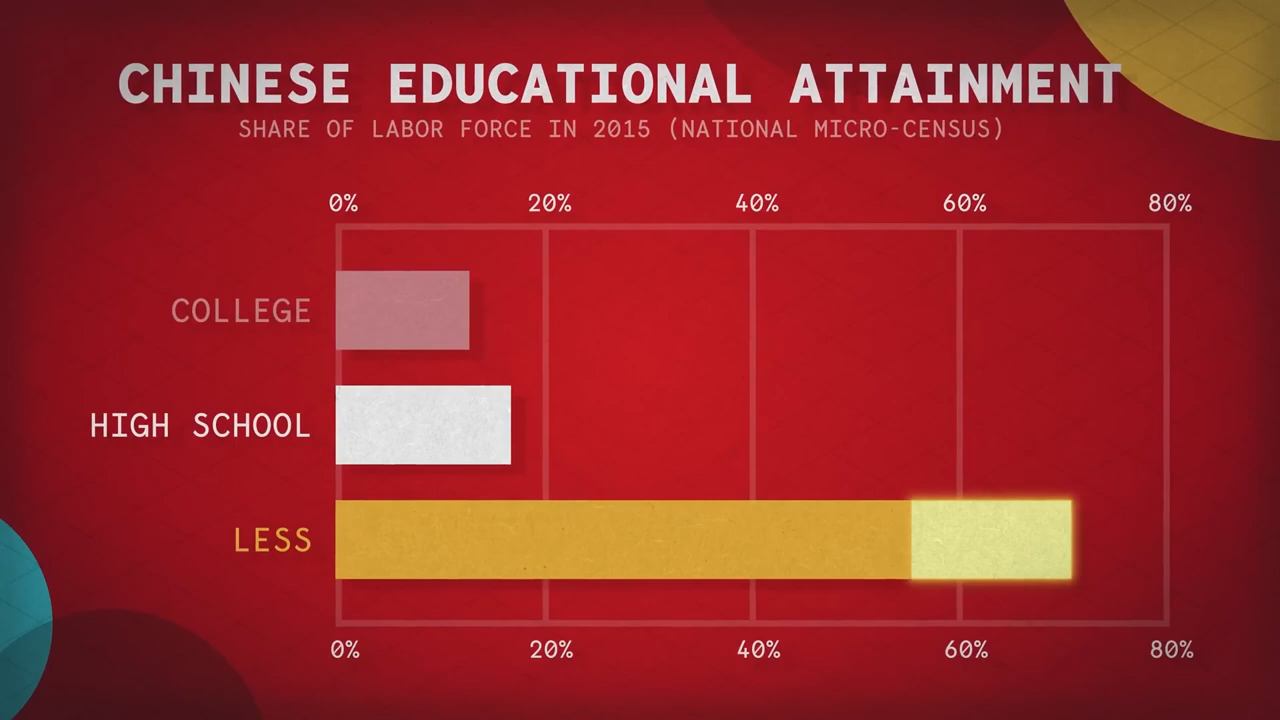 CHINESE EDUCATIONAL ATTAINMENT
SHARE OF LABOR FORCE IN 2015 (NATIONAL MICRO-CENSUS)
0% 20% 40% 60% 80%
COLLEGE
HIGH SCHOOL
LESS
0% 20% 40% 60% 80%